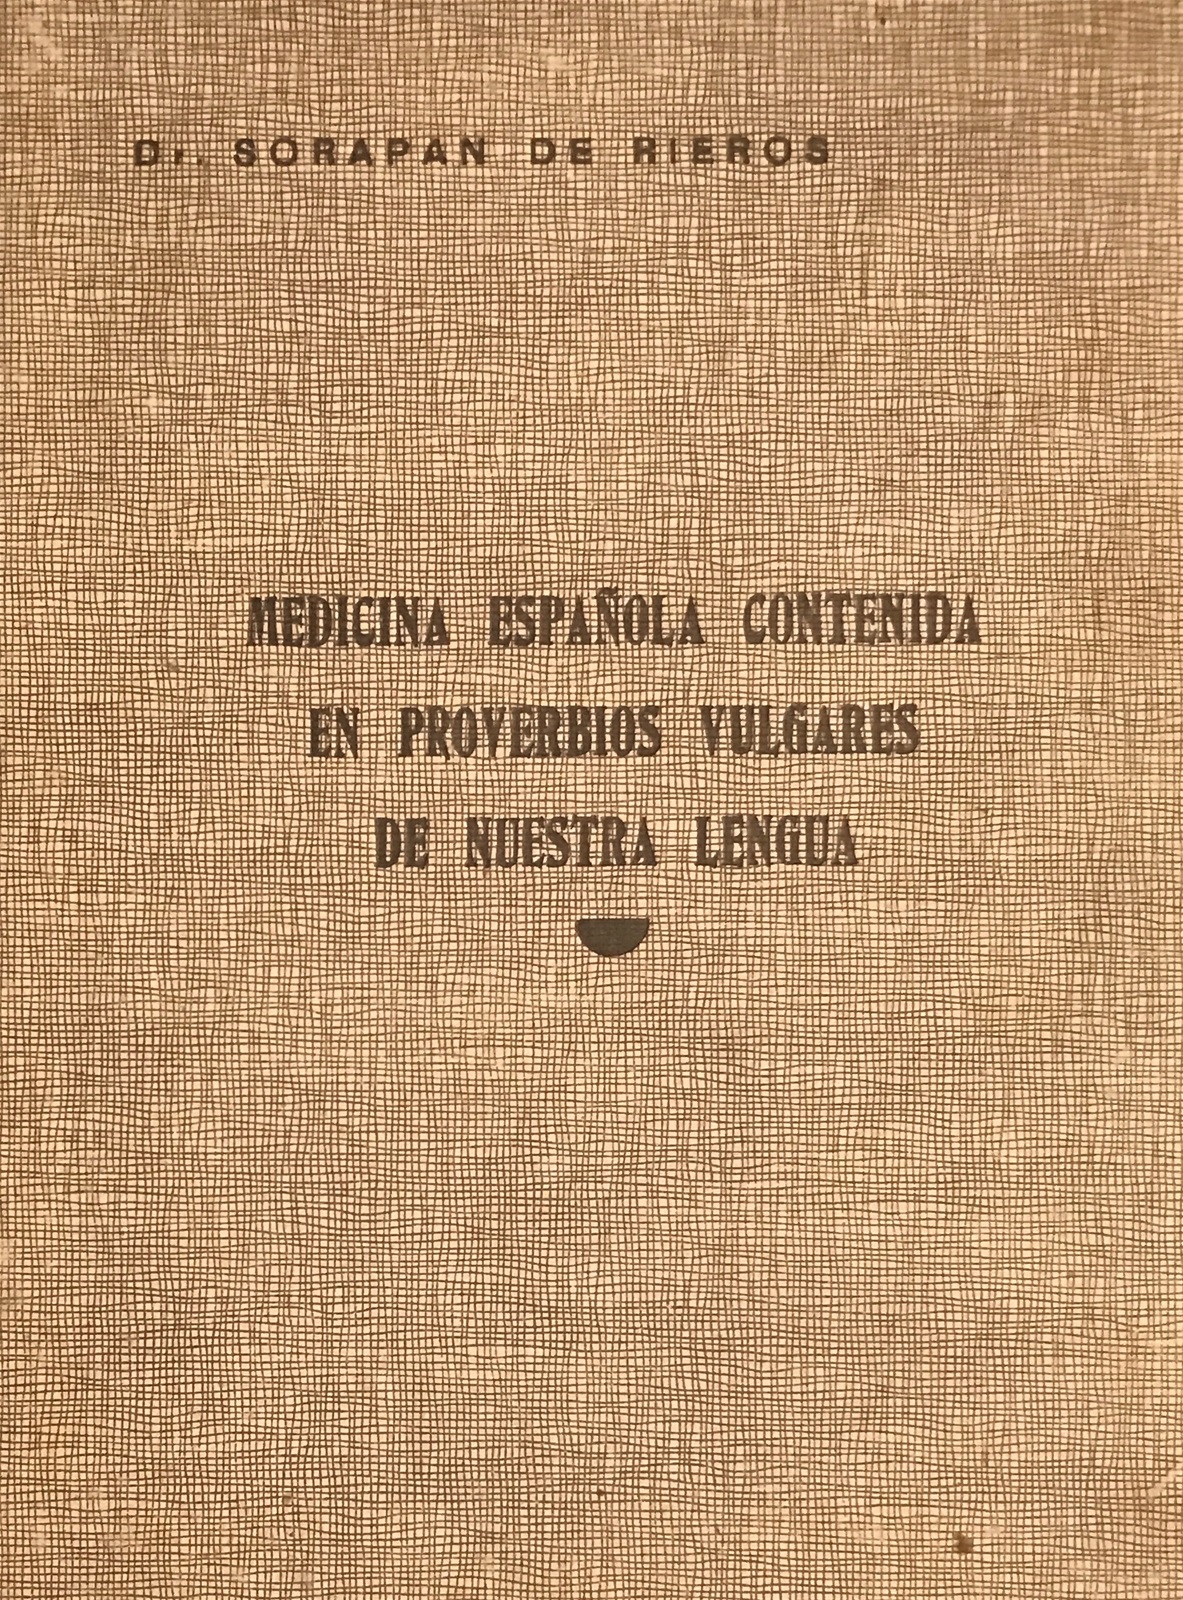 Dr. SORAPAN DE RIEROS
MEDICINA ESPAÑOLA CONTENIDA
EN PROVERBIOS VULGARES
DE NUESTRA LENGUA